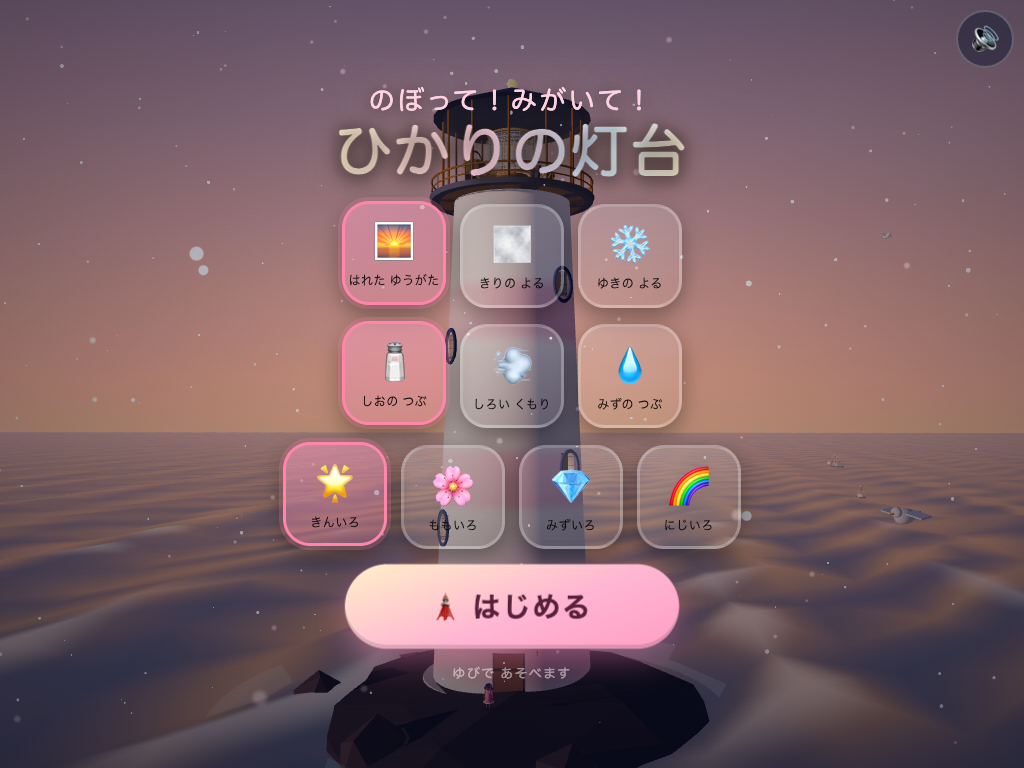 のぼって！みがいて！
ひかりの灯台
はれた ゆうがた
きりの よる
ゆきの よる
しおの つぶ
しろい くもり
みずの つぶ
きんいろ
ももいろ
みずいろ
にじいろ
はじめる
ゆびで あそべます